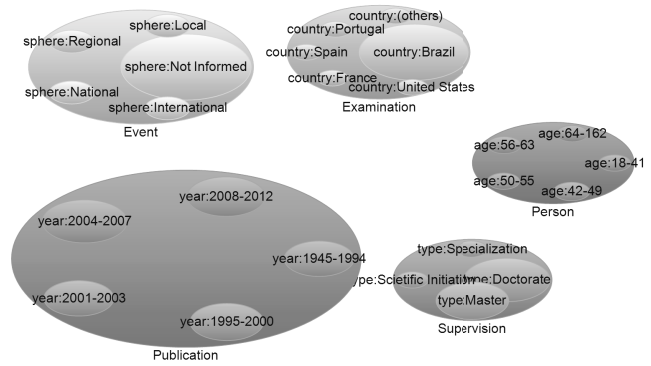 sphere:Local
sphere:Regional
sphere:Not Informed
sphere:National
sphere:International
Event
country:(others)
country:Portugal
country:Spain
country:Brazil
country:France
country:United States
Examination
age:64-162
age:56-63
age:18-41
age:50-55
age:42-49
Person
year:2008-2012
year:2004-2007
year:1945-1994
year:2001-2003
year:1995-2000
Publication
type:Specialization
ype:Scietific Initiation
type:Doctorate
type:Master
Supervision